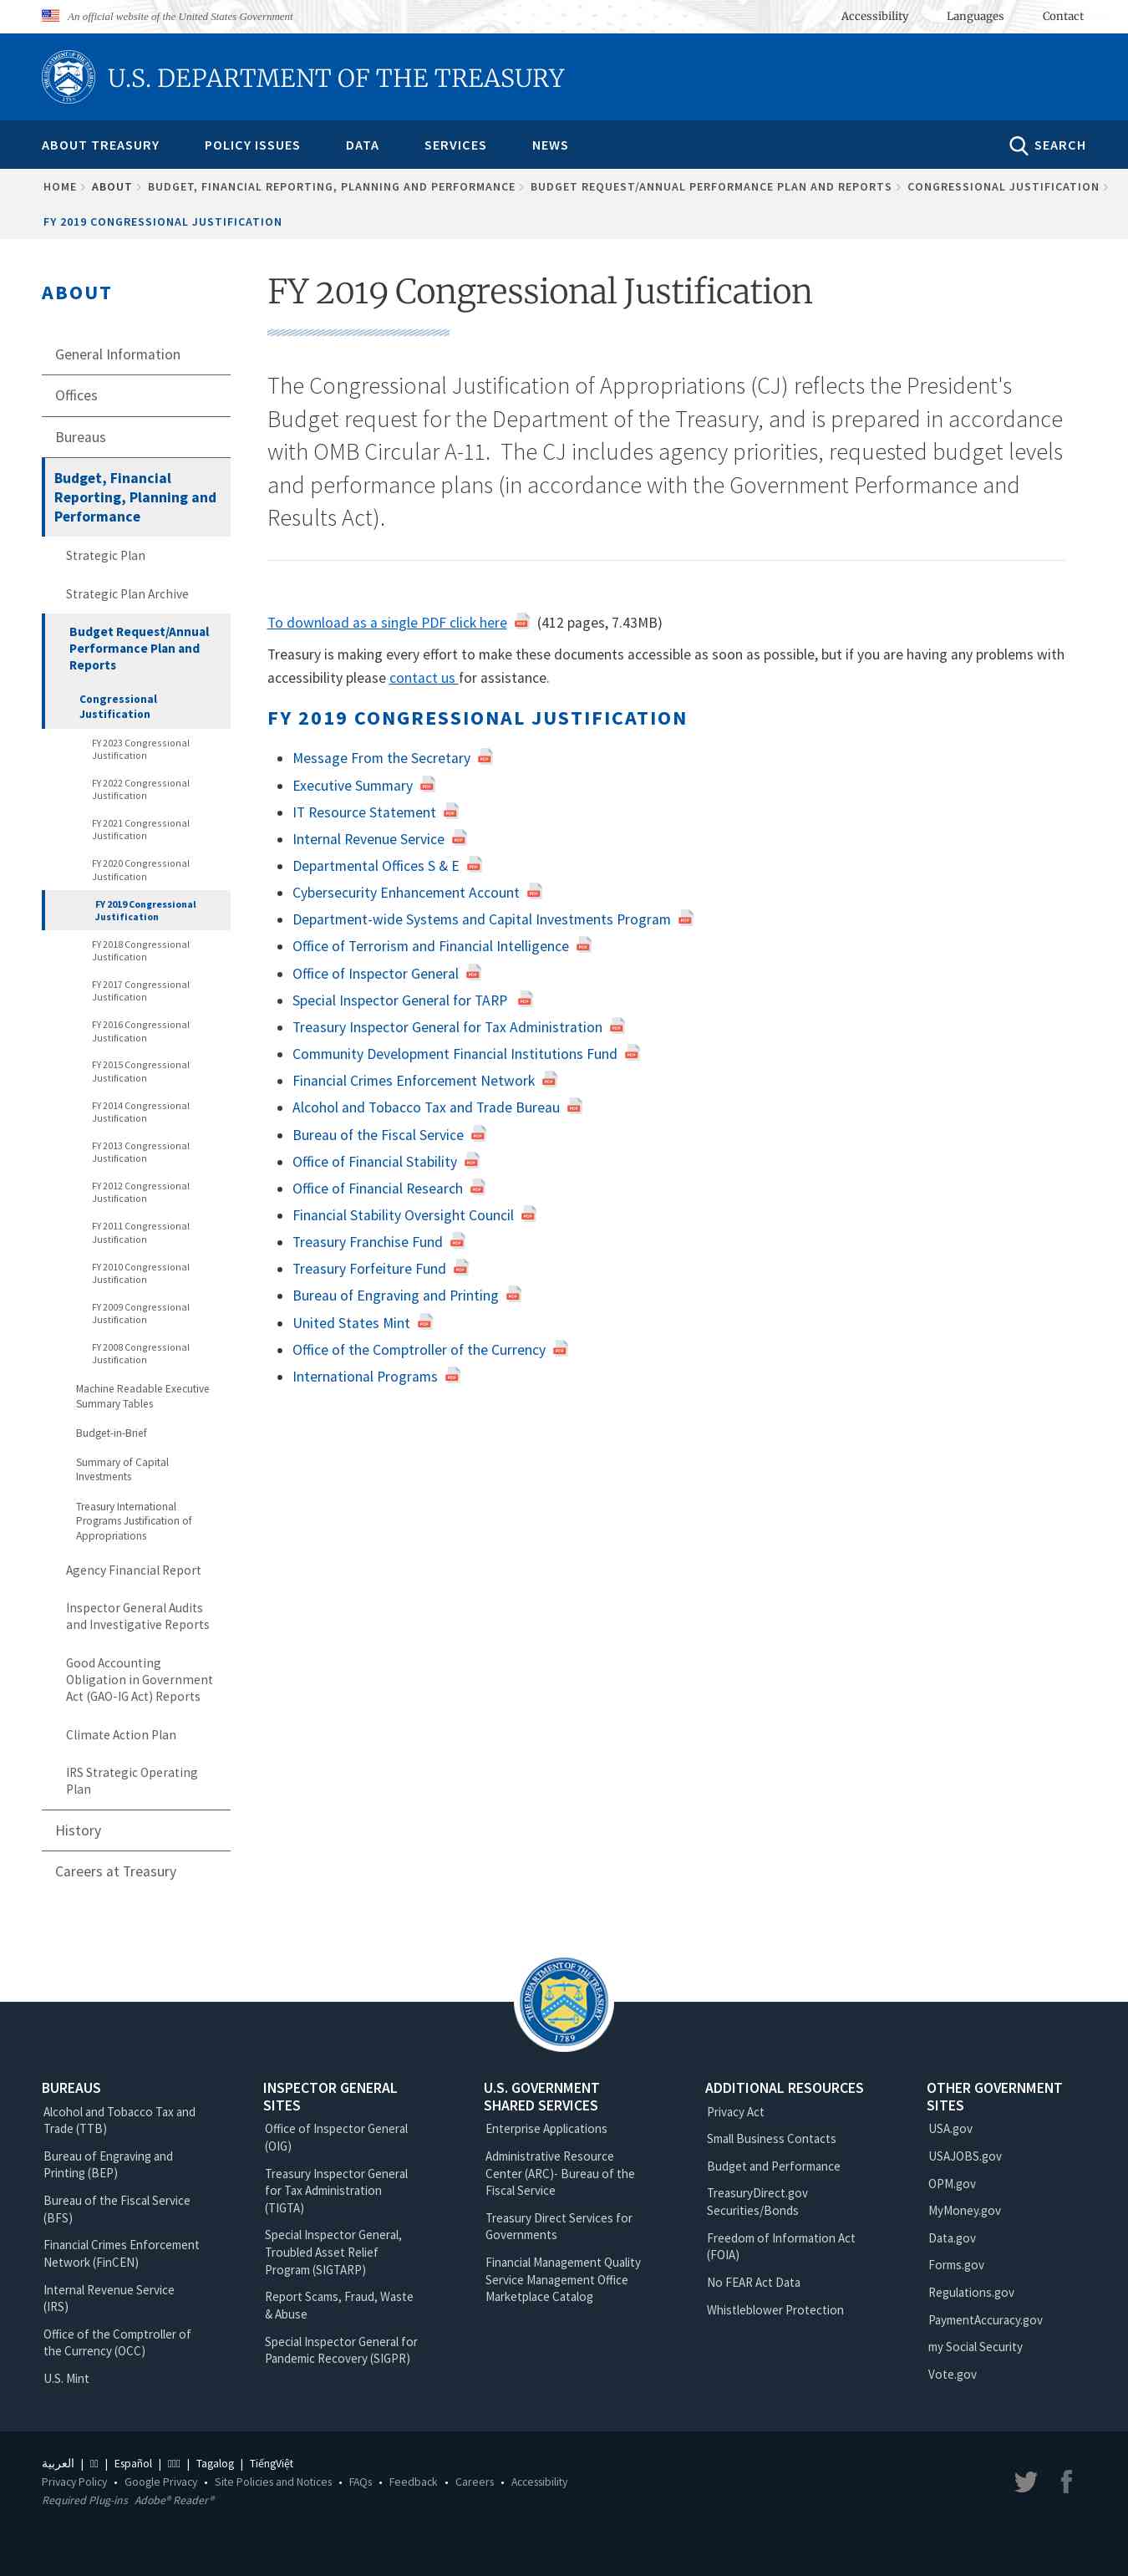 An official website of the United States Government
Accessibility
Languages
Contact
U.S. DEPARTMENT OF THE TREASURY
ABOUT TREASURY
POLICY ISSUES
DATA
SERVICES
NEWS
SEARCH
HOME > ABOUT > BUDGET, FINANCIAL REPORTING, PLANNING AND PERFORMANCE > BUDGET REQUEST/ANNUAL PERFORMANCE PLAN AND REPORTS > CONGRESSIONAL JUSTIFICATION >
FY 2019 CONGRESSIONAL JUSTIFICATION
ABOUT
General Information
Offices
Bureaus
Budget, Financial
Reporting, Planning and
Performance
Strategic Plan
Strategic Plan Archive
Budget Request/Annual
Performance Plan and
Reports
Congressional
Justification
FY 2023 Congressional
Justification
FY 2022 Congressional
Justification
FY 2021 Congressional
Justification
FY 2020 Congressional
Justification
FY 2019 Congressional
Justification
FY 2018 Congressional
Justification
FY 2017 Congressional
Justification
FY 2016 Congressional
Justification
FY 2015 Congressional
Justification
FY 2014 Congressional
Justification
FY 2013 Congressional
Justification
FY 2012 Congressional
Justification
FY 2011 Congressional
Justification
FY 2010 Congressional
Justification
FY 2009 Congressional
Justification
FY 2008 Congressional
Justification
Machine Readable Executive
Summary Tables
Budget-in-Brief
Summary of Capital
Investments
Treasury International
Programs Justification of
Appropriations
Agency Financial Report
Inspector General Audits
and Investigative Reports
Good Accounting
Obligation in Government
Act (GAO-IG Act) Reports
Climate Action Plan
IRS Strategic Operating
Plan
History
Careers at Treasury
FY 2019 Congressional Justification
The Congressional Justification of Appropriations (CJ) reflects the President's
Budget request for the Department of the Treasury, and is prepared in accordance
with OMB Circular A-11.  The CJ includes agency priorities, requested budget levels
and performance plans (in accordance with the Government Performance and
Results Act).
To download as a single PDF click here (412 pages, 7.43MB)
Treasury is making every effort to make these documents accessible as soon as possible, but if you are having any problems with
accessibility please contact us for assistance.
FY 2019 CONGRESSIONAL JUSTIFICATION
• Message From the Secretary
• Executive Summary
• IT Resource Statement
• Internal Revenue Service
• Departmental Offices S & E
• Cybersecurity Enhancement Account
• Department-wide Systems and Capital Investments Program
• Office of Terrorism and Financial Intelligence
• Office of Inspector General
• Special Inspector General for TARP
• Treasury Inspector General for Tax Administration
• Community Development Financial Institutions Fund
• Financial Crimes Enforcement Network
• Alcohol and Tobacco Tax and Trade Bureau
• Bureau of the Fiscal Service
• Office of Financial Stability
• Office of Financial Research
• Financial Stability Oversight Council
• Treasury Franchise Fund
• Treasury Forfeiture Fund
• Bureau of Engraving and Printing
• United States Mint
• Office of the Comptroller of the Currency
• International Programs
THE DEPARTMENT OF THE TREASURY
1789
BUREAUS
Alcohol and Tobacco Tax and
Trade (TTB)
Bureau of Engraving and
Printing (BEP)
Bureau of the Fiscal Service
(BFS)
Financial Crimes Enforcement
Network (FinCEN)
Internal Revenue Service
(IRS)
Office of the Comptroller of
the Currency (OCC)
U.S. Mint
INSPECTOR GENERAL
SITES
Office of Inspector General
(OIG)
Treasury Inspector General
for Tax Administration
(TIGTA)
Special Inspector General,
Troubled Asset Relief
Program (SIGTARP)
Report Scams, Fraud, Waste
& Abuse
Special Inspector General for
Pandemic Recovery (SIGPR)
U.S. GOVERNMENT
SHARED SERVICES
Enterprise Applications
Administrative Resource
Center (ARC)- Bureau of the
Fiscal Service
Treasury Direct Services for
Governments
Financial Management Quality
Service Management Office
Marketplace Catalog
ADDITIONAL RESOURCES
Privacy Act
Small Business Contacts
Budget and Performance
TreasuryDirect.gov
Securities/Bonds
Freedom of Information Act
(FOIA)
No FEAR Act Data
Whistleblower Protection
OTHER GOVERNMENT
SITES
USA.gov
USAJOBS.gov
OPM.gov
MyMoney.gov
Data.gov
Forms.gov
Regulations.gov
PaymentAccuracy.gov
my Social Security
Vote.gov
العربية | | Español | | Tagalog | TiếngViệt
Privacy Policy • Google Privacy • Site Policies and Notices • FAQs • Feedback • Careers • Accessibility
Required Plug-ins Adobe® Reader®